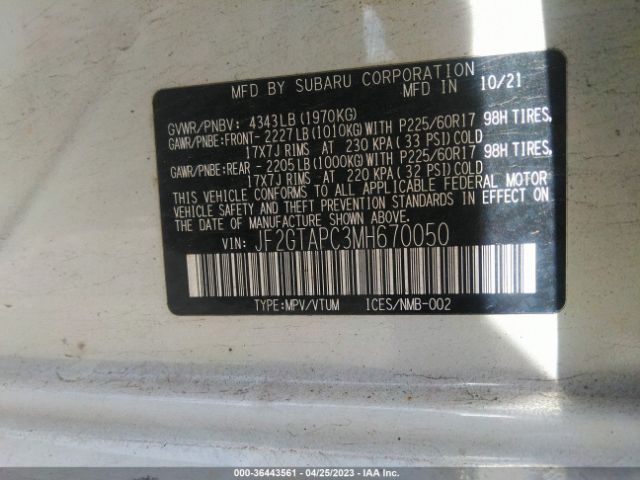 MFD BY SUBARU CORPORATION
MFD IN 10/21
GVWR/PNBV: 4343LB(1970KG)
GAWR/PNBE:FRONT- 2227LB(1010KG)WITH P225/60R17 98H TIRES,
17X7J RIMS AT 230 KPA(33 PSI)COLD
GAWR/PNBE:REAR - 2205LB(1000KG)WITH P225/60R17 98H TIRES,
17X7J RIMS AT 220 KPA(32 PSI)COLD
THIS VEHICLE CONFORMS TO ALL APPLICABLE FEDERAL MOTOR
VEHICLE SAFETY AND THEFT PREVENTION STANDARDS IN EFFECT ON
THE DATE OF MANUFACTURE SHOWN ABOVE.
VIN: JF2GTAPC3MH670050
TYPE:MPV/VTUM ICES/NMB-002
000-36443561 - 04/25/2023 - IAA Inc.